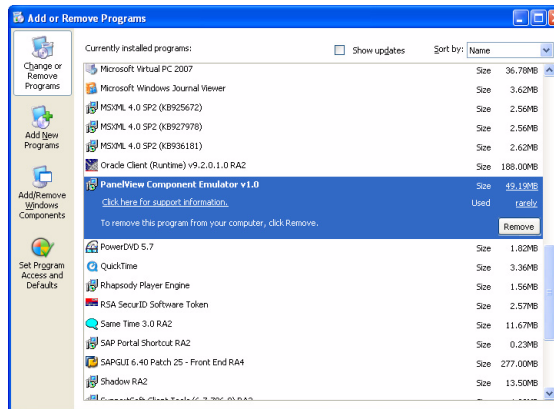 Add or Remove Programs
Change or
Remove
Programs
Add New
Programs
Add/Remove
Windows
Components
Set Program
Access and
Defaults
Currently installed programs:
Show updates
Sort by:
Name
Microsoft Virtual PC 2007 Size 36.78MB
Microsoft Windows Journal Viewer Size 3.62MB
MSXML 4.0 SP2 (KB925672) Size 2.56MB
MSXML 4.0 SP2 (KB927978) Size 2.56MB
MSXML 4.0 SP2 (KB936181) Size 2.62MB
Oracle Client (Runtime) v9.2.0.1.0 RA2 Size 188.00MB
PanelView Component Emulator v1.0 Size 49.19MB
Click here for support information. Used rarely
To remove this program from your computer, click Remove. Remove
PowerDVD 5.7 Size 1.82MB
QuickTime Size 3.36MB
Rhapsody Player Engine Size 1.56MB
RSA SecurID Software Token Size 2.57MB
Same Time 3.0 RA2 Size 11.67MB
SAP Portal Shortcut RA2 Size 0.23MB
SAPGUI 6.40 Patch 25 - Front End RA4 Size 277.00MB
Shadow RA2 Size 13.50MB